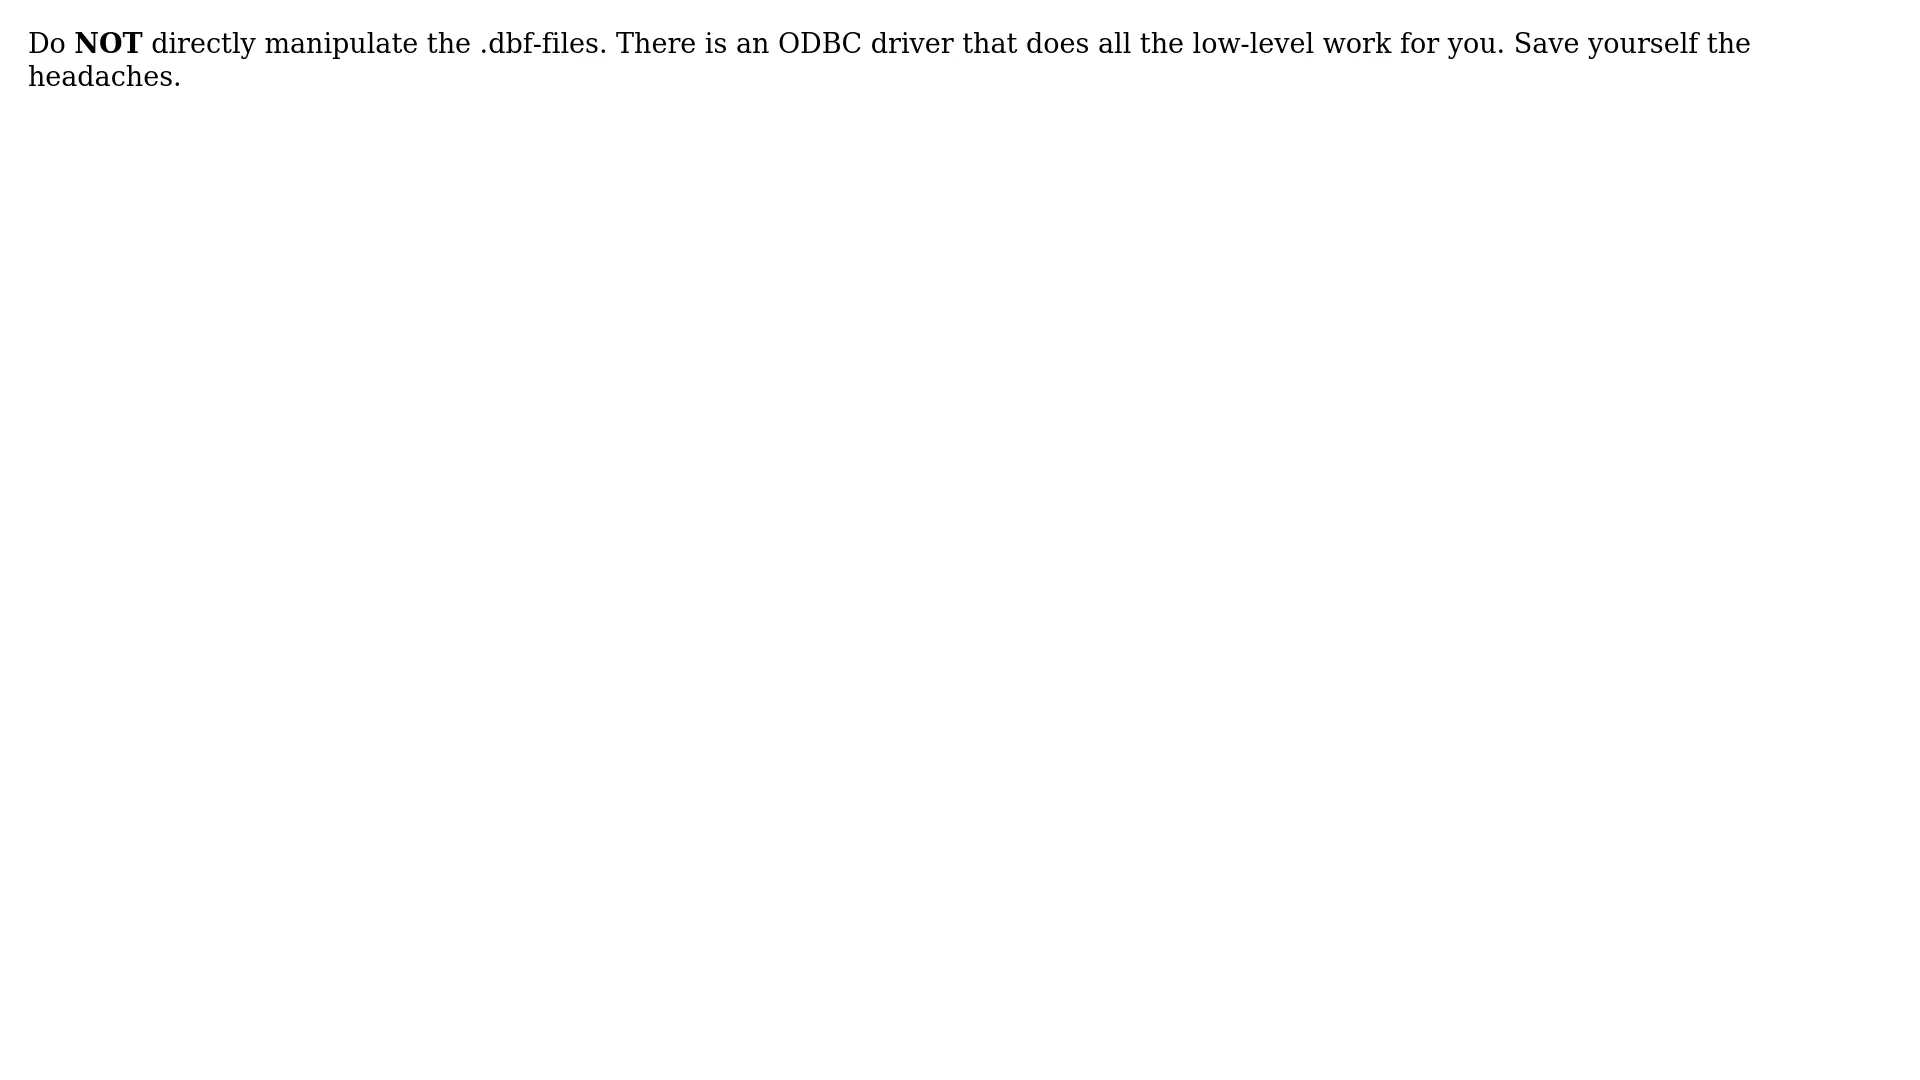 Do NOT directly manipulate the .dbf-files. There is an ODBC driver that does all the low-level work for you. Save yourself the
headaches.